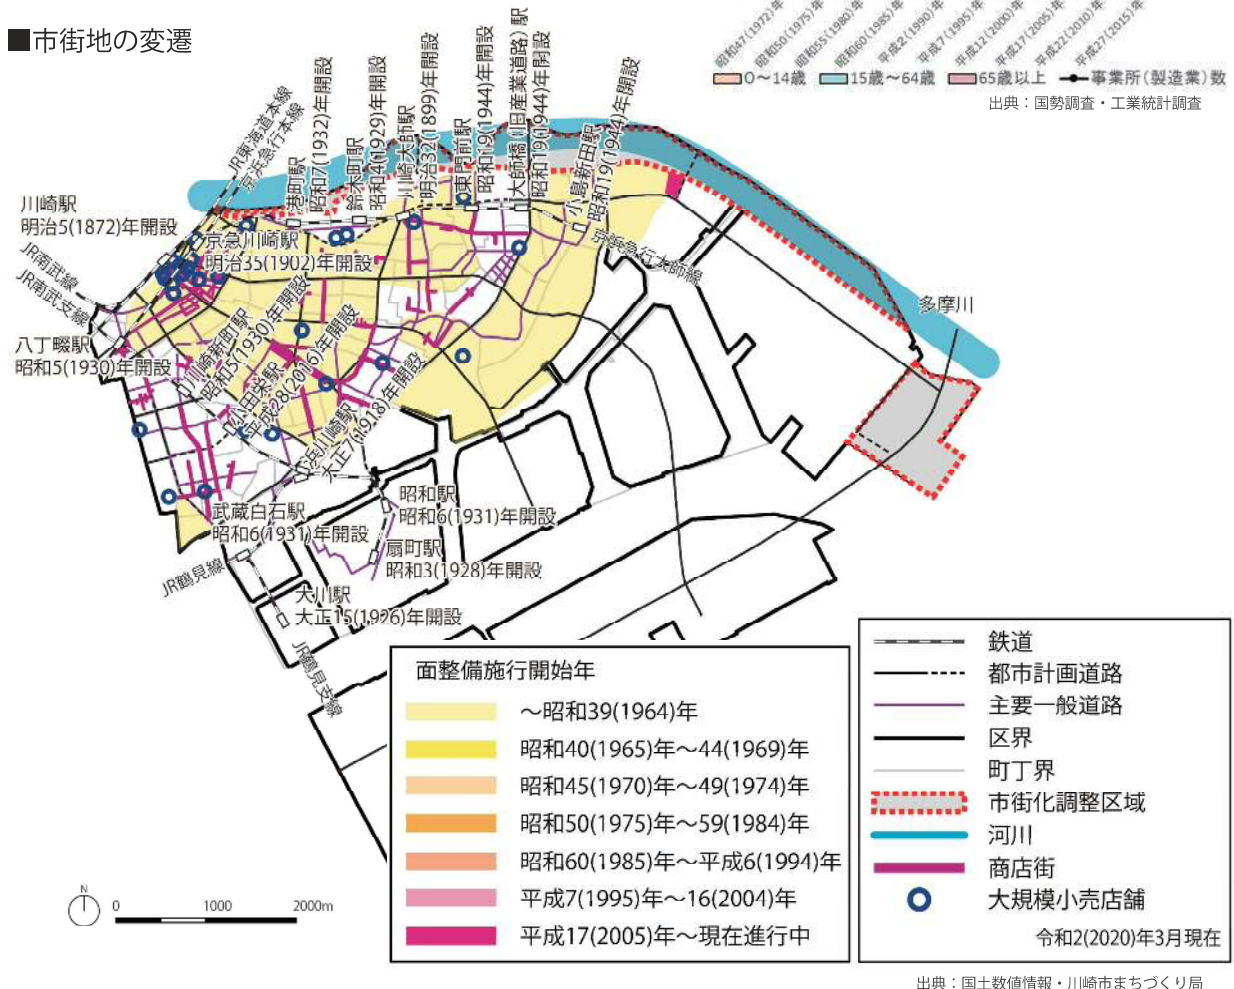 ■市街地の変遷
昭和47(1972)年
昭和50(1975)年
昭和55(1980)年
昭和60(1985)年
平成2(1990)年
平成7(1995)年
平成12(2000)年
平成17(2005)年
平成22(2010)年
平成27(2015)年
0～14歳
15歳～64歳
65歳以上
事業所(製造業)数
出典：国勢調査・工業統計調査
JR東海道本線
京浜急行本線
港町駅
昭和7(1932)年開設
鈴木町駅
昭和4(1929)年開設
川崎大師駅
明治32(1899)年開設
東門前駅
昭和19(1944)年開設
大師橋(旧産業道路)駅
昭和19(1944)年開設
小島新田駅
昭和19(1944)年開設
川崎駅
明治5(1872)年開設
京急川崎駅
明治35(1902)年開設
京浜急行大師線
JR南武線
JR南武支線
多摩川
八丁畷駅
昭和5(1930)年開設
川崎新町駅
昭和5(1930)年開設
小田栄駅
平成28(2016)年開設
浜川崎駅
大正7(1918)年開設
昭和駅
昭和6(1931)年開設
武蔵白石駅
昭和6(1931)年開設
扇町駅
昭和3(1928)年開設
JR鶴見線
大川駅
大正15(1926)年開設
JR鶴見支線
面整備施行開始年
～昭和39(1964)年
昭和40(1965)年～44(1969)年
昭和45(1970)年～49(1974)年
昭和50(1975)年～59(1984)年
昭和60(1985)年～平成6(1994)年
平成7(1995)年～16(2004)年
平成17(2005)年～現在進行中
鉄道
都市計画道路
主要一般道路
区界
町丁界
市街化調整区域
河川
商店街
大規模小売店舗
令和2(2020)年3月現在
N
0 1000 2000m
出典：国土数値情報・川崎市まちづくり局